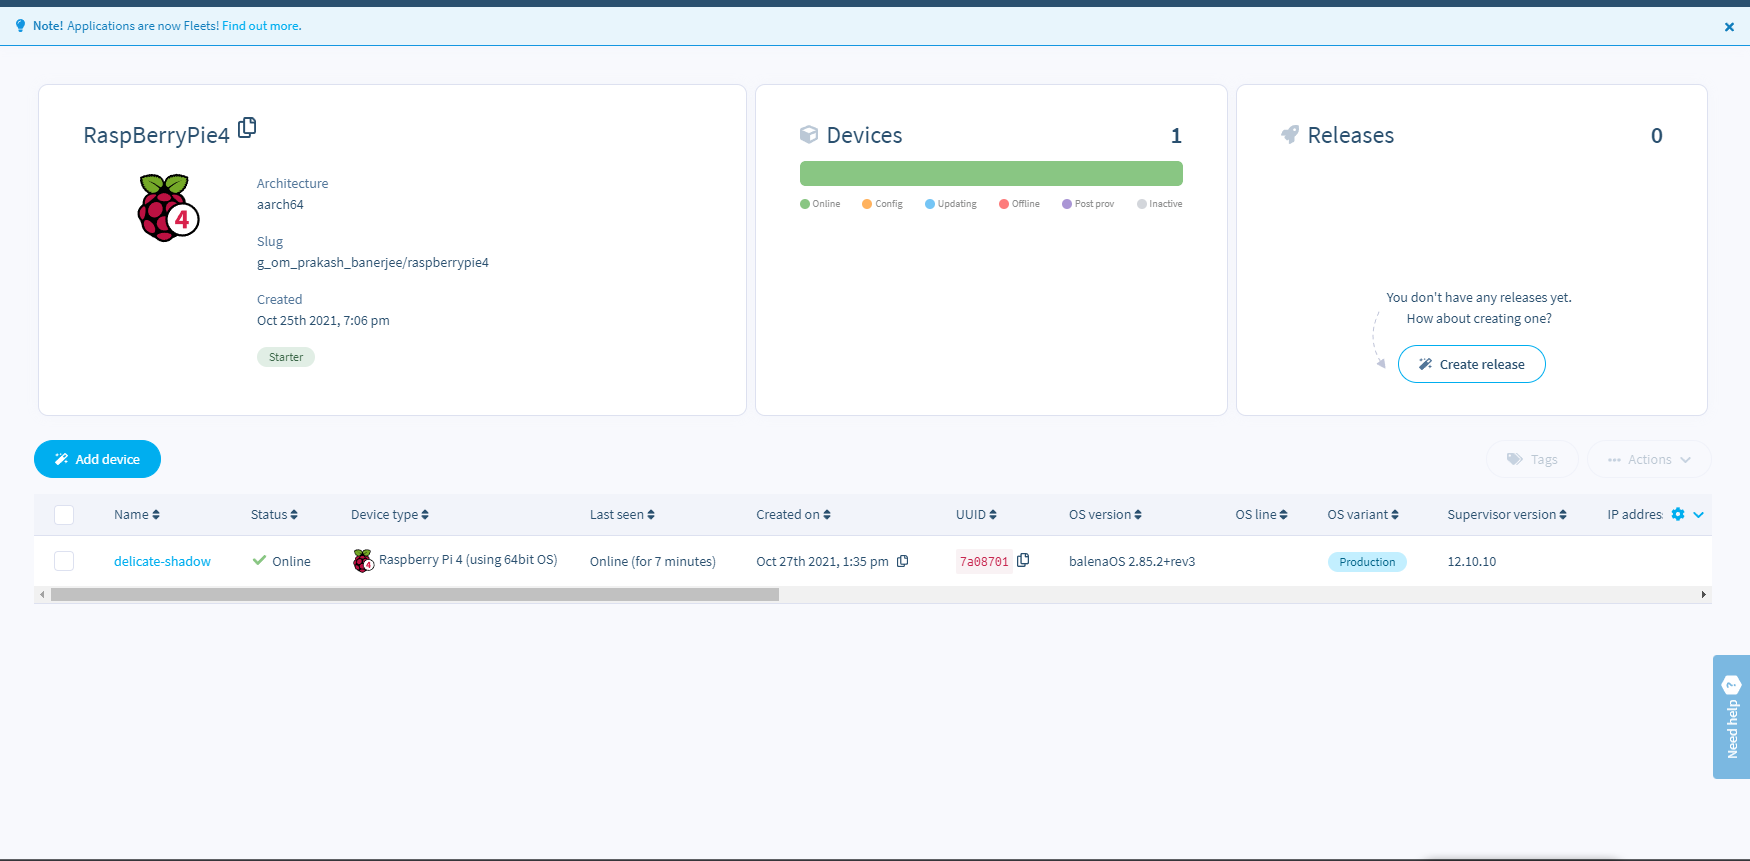 Note! Applications are now Fleets! Find out more.
RaspBerryPie4
4
Architecture
aarch64
Slug
g_om_prakash_banerjee/raspberrypie4
Created
Oct 25th 2021, 7:06 pm
Starter
Devices 1
Online Config Updating Offline Post prov Inactive
Releases 0
You don't have any releases yet.
How about creating one?
Create release
Add device
Tags
Actions
Name Status Device type Last seen Created on UUID OS version OS line OS variant Supervisor version IP addres
delicate-shadow Online 4 Raspberry Pi 4 (using 64bit OS) Online (for 7 minutes) Oct 27th 2021, 1:35 pm 7a08701 balenaOS 2.85.2+rev3 Production 12.10.10
Need help ?